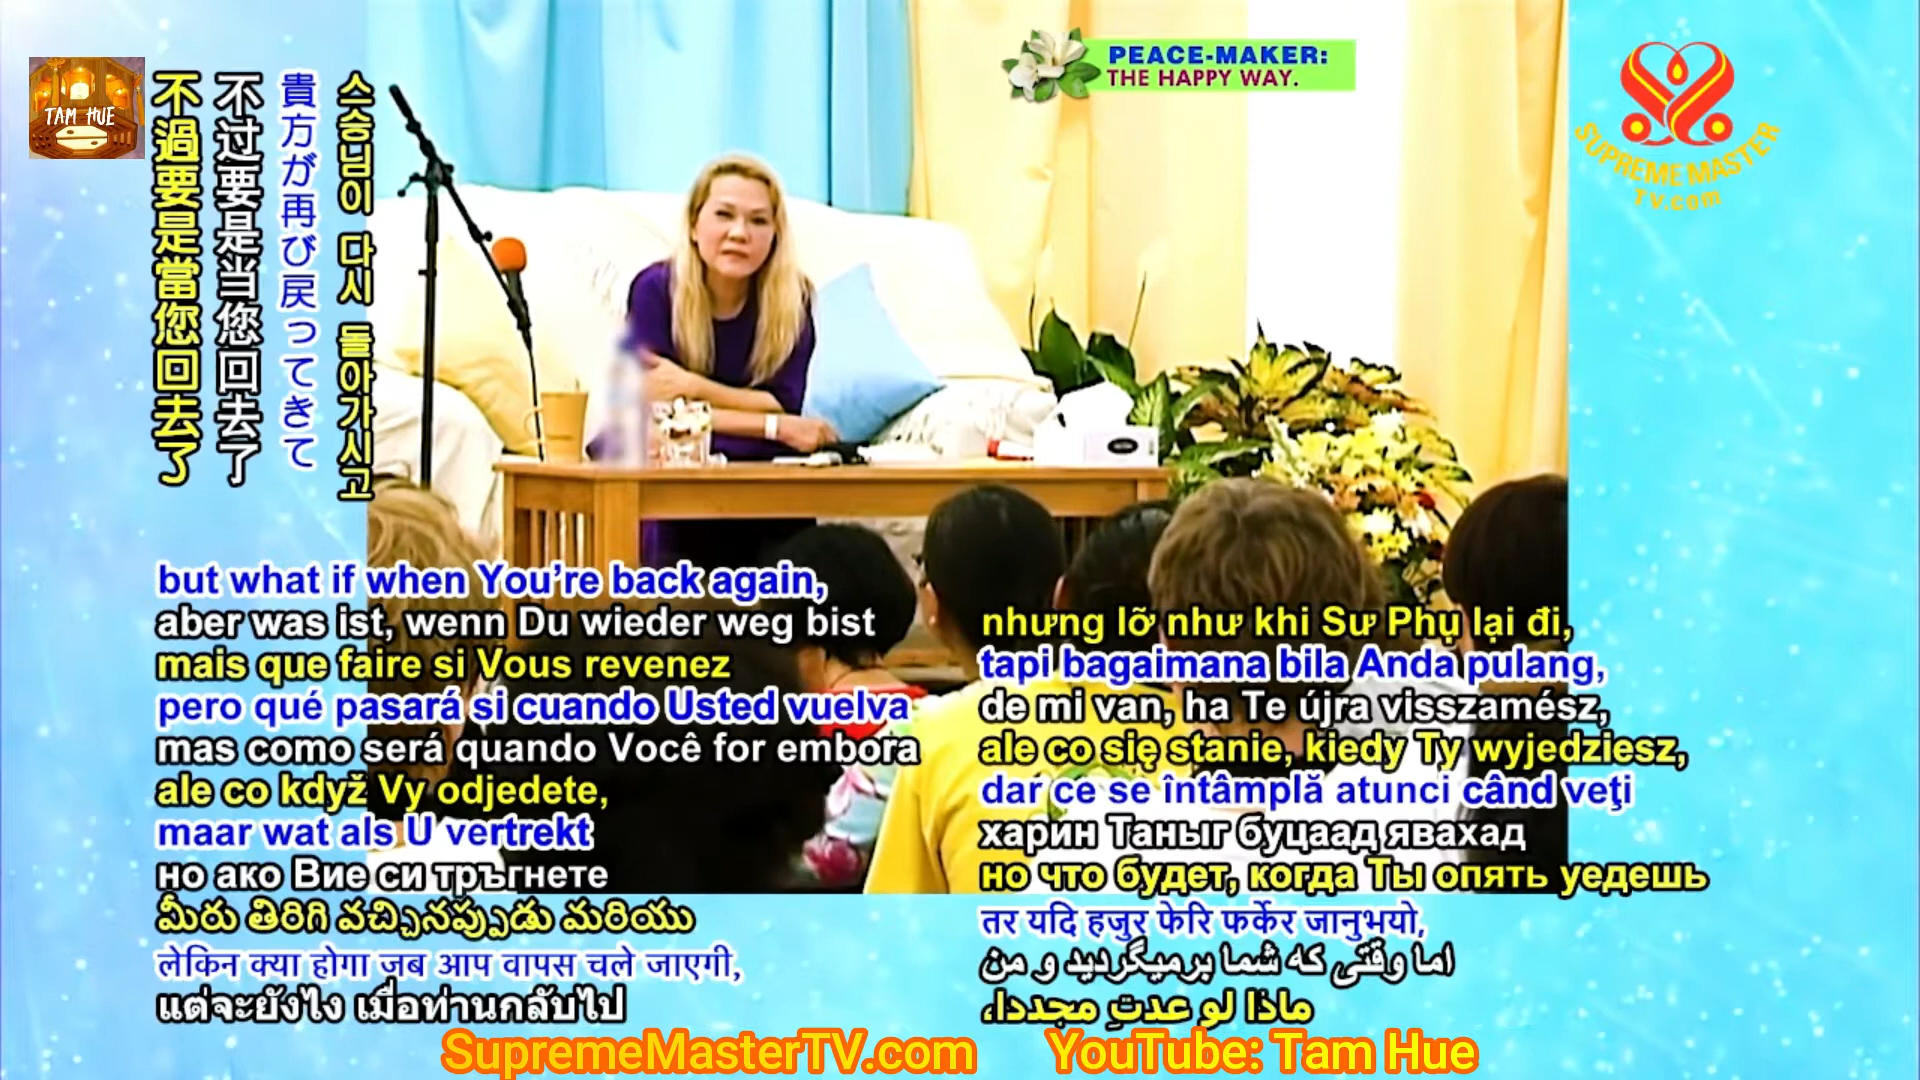 TAM HUE
不過要是當您回去了
不过要是当您回去了
貴方が再び戻ってきて
스승님이 다시 돌아가시고
PEACE-MAKER:
THE HAPPY WAY.
SUPREME MASTER
TV.com
but what if when You’re back again,
aber was ist, wenn Du wieder weg bist
mais que faire si Vous revenez
pero qué pasará si cuando Usted vuelva
mas como será quando Você for embora
ale co když Vy odjedete,
maar wat als U vertrekt
но ако Вие си тръгнете
మీరు తిరిగి వచ్చినప్పుడు మరియు
लेकिन क्या होगा जब आप वापस चले जाएगी,
แต่จะยังไง เมื่อท่านกลับไป
nhưng lỡ như khi Sư Phụ lại đi,
tapi bagaimana bila Anda pulang,
de mi van, ha Te újra visszamész,
ale co się stanie, kiedy Ty wyjedziesz,
dar ce se întâmplă atunci când veţi
харин Таныг буцаад явахад
но что будет, когда Ты опять уедешь
तर यदि हजुर फेरि फर्केर जानुभयो,
اما وقتی که شما برمیگردید و من
ماذا لو عدتِ مجددا،
SupremeMasterTV.com
YouTube: Tam Hue